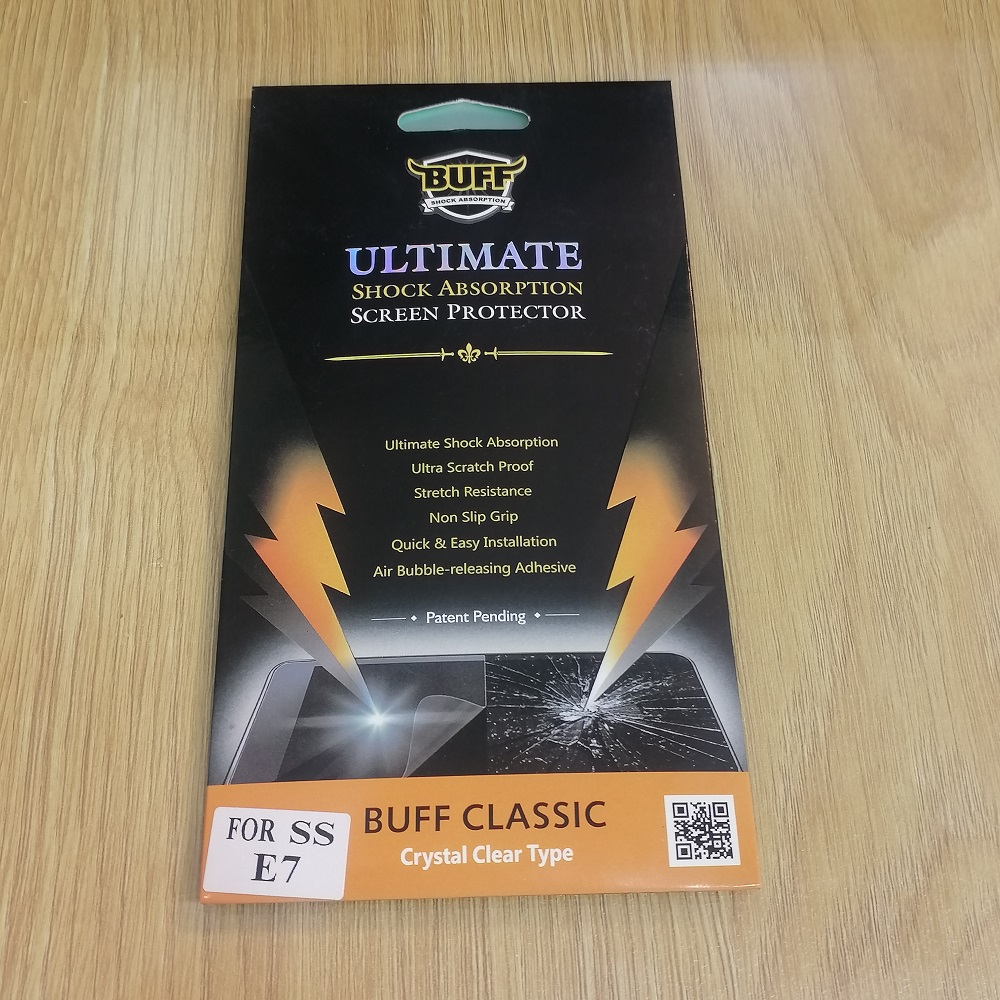 BUFF
SHOCK ABSORPTION
ULTIMATE
SHOCK ABSORPTION
SCREEN PROTECTOR
Ultimate Shock Absorption
Ultra Scratch Proof
Stretch Resistance
Non Slip Grip
Quick & Easy Installation
Air Bubble-releasing Adhesive
Patent Pending
BUFF CLASSIC
Crystal Clear Type
FOR SS
E7